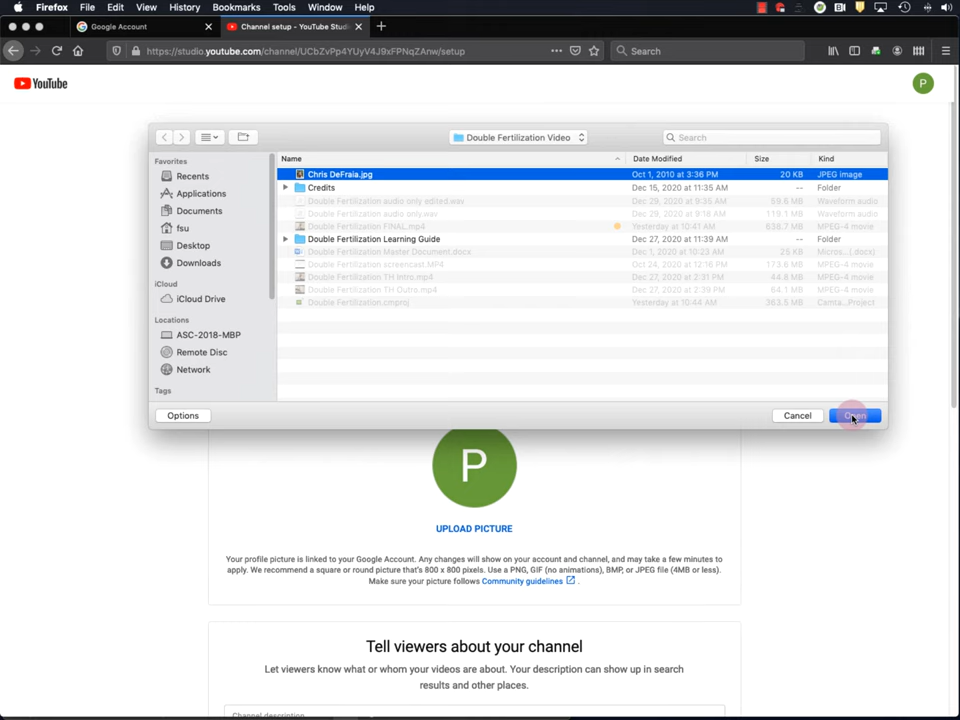 Firefox File Edit View History Bookmarks Tools Window Help
Google Account × Channel setup - YouTube Studi × +
https://studio.youtube.com/channel/UCbZvPp4YUyV4J9xFPNqZAnw/setup ••• Search
YouTube P
Double Fertilization Video Search
Favorites
Recents
Applications
Documents
fsu
Desktop
Downloads
iCloud
iCloud Drive
Locations
ASC-2018-MBP
Remote Disc
Network
Tags
Name Date Modified Size Kind
Chris DeFraia.jpg Oct 1, 2010 at 3:36 PM 20 KB JPEG image
Credits Dec 15, 2020 at 11:35 AM -- Folder
Double Fertilization audio only edited.wav Dec 29, 2020 at 9:35 AM 59.6 MB Waveform audio
Double Fertilization audio only.wav Dec 29, 2020 at 9:16 AM 119.1 MB Waveform audio
Double Fertilization FINAL.mp4 Yesterday at 10:41 AM 838.7 MB MPEG-4 movie
Double Fertilization Learning Guide Dec 27, 2020 at 11:39 AM -- Folder
Double Fertilization Master Document.docx Dec 1, 2020 at 10:23 AM 25 KB Micros...(.docx)
Double Fertilization screencast.MP4 Oct 24, 2020 at 12:16 PM 173.6 MB MPEG-4 movie
Double Fertilization TH Intro.mp4 Dec 27, 2020 at 2:31 PM 44.8 MB MPEG-4 movie
Double Fertilization TH Outro.mp4 Dec 27, 2020 at 2:39 PM 64.1 MB MPEG-4 movie
Double Fertilization.cmproj Yesterday at 10:44 AM 363.5 MB Camta...Project
Options Cancel Open
P
UPLOAD PICTURE
Your profile picture is linked to your Google Account. Any changes will show on your account and channel, and may take a few minutes to
apply. We recommend a square or round picture that's 800 x 800 pixels. Use a PNG, GIF (no animations), BMP, or JPEG file (4MB or less).
Make sure your picture follows Community guidelines .
Tell viewers about your channel
Let viewers know what or whom your videos are about. Your description can show up in search
results and other places.
Channel description